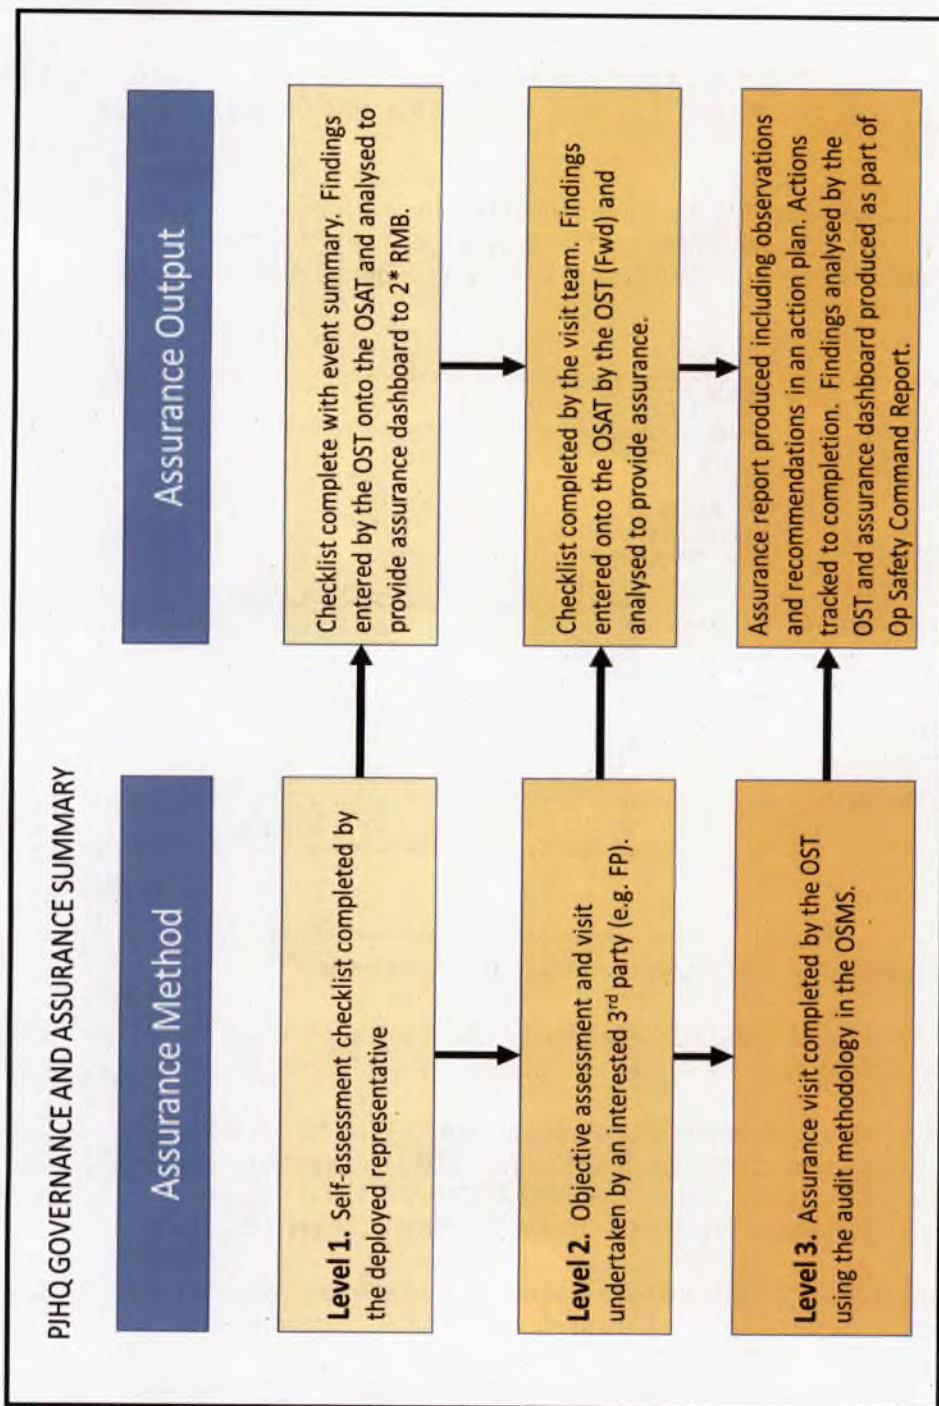 PJHQ GOVERNANCE AND ASSURANCE SUMMARY
Assurance Method
Assurance Output
Level 1. Self-assessment checklist completed by
the deployed representative
Checklist complete with event summary. Findings
entered by the OST onto the OSAT and analysed to
provide assurance dashboard to 2* RMB.
Level 2. Objective assessment and visit
undertaken by an interested 3rd party (e.g. FP).
Checklist completed by the visit team. Findings
entered onto the OSAT by the OST (Fwd) and
analysed to provide assurance.
Level 3. Assurance visit completed by the OST
using the audit methodology in the OSMS.
Assurance report produced including observations
and recommendations in an action plan. Actions
tracked to completion. Findings analysed by the
OST and assurance dashboard produced as part of
Op Safety Command Report.